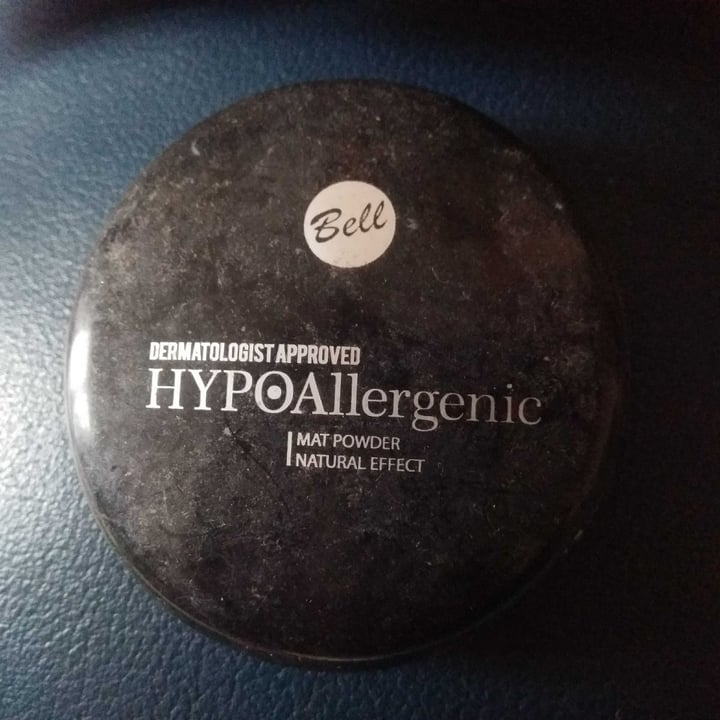 Bell
DERMATOLOGIST APPROVED
HYPOAllergenic
MAT POWDER
NATURAL EFFECT